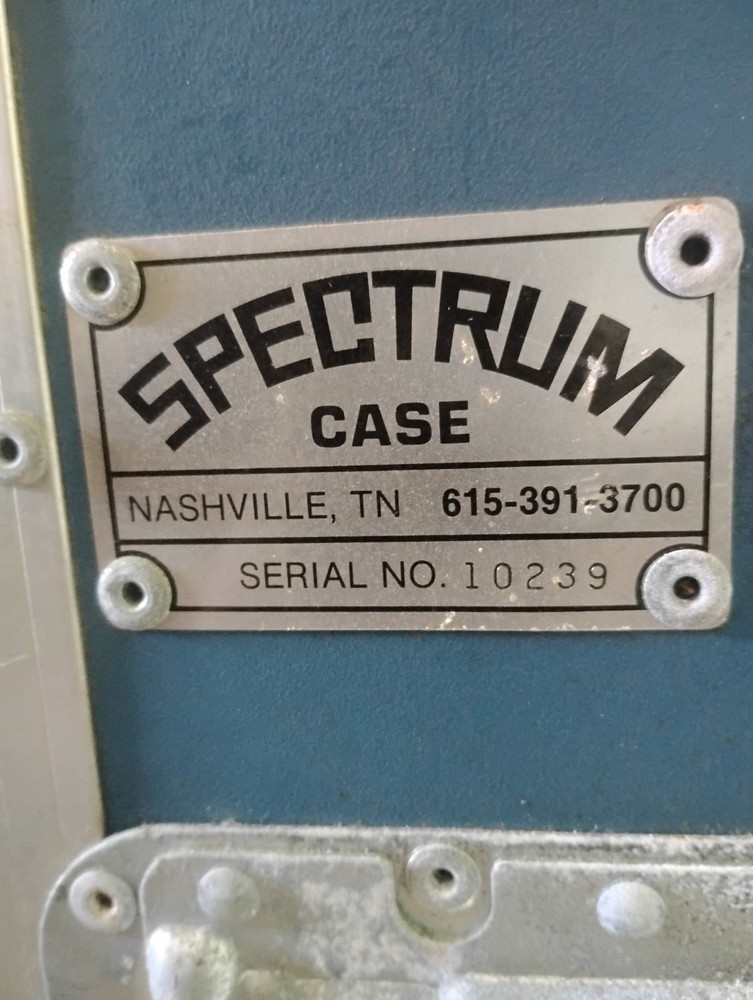 SPECTRUM
CASE
NASHVILLE, TN 615-391-3700
SERIAL NO. 10239